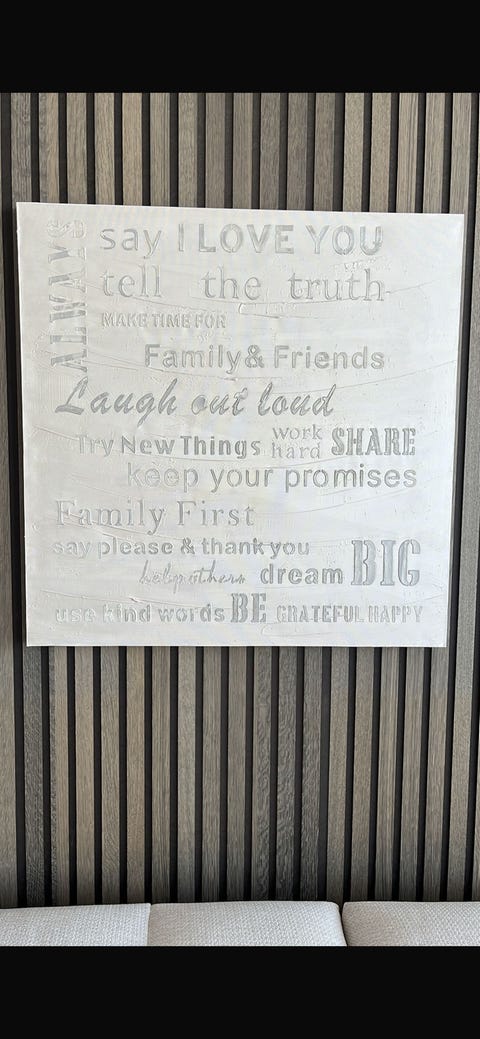 ALWAYS
say I LOVE YOU
tell the truth
MAKE TIME FOR
Family & Friends
Laugh out loud
Try New Things work hard SHARE
keep your promises
Family First
say please & thank you
help others dream BIG
use kind words BE GRATEFUL HAPPY